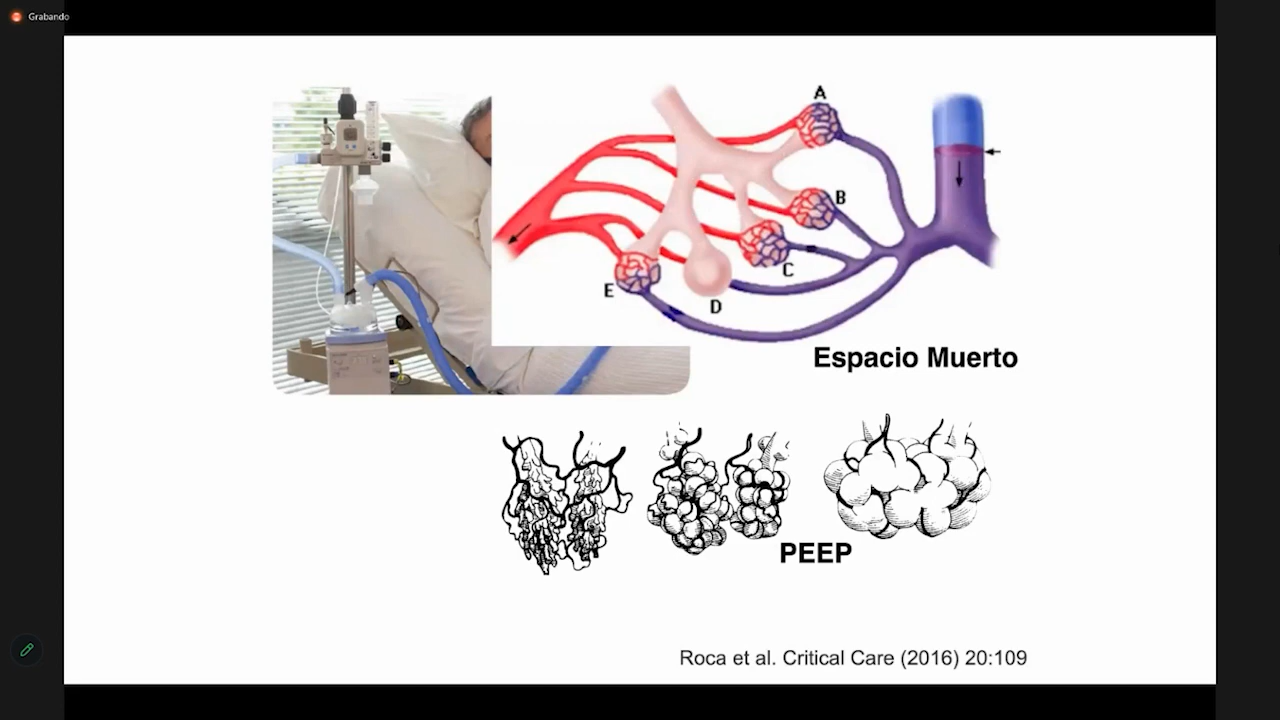 Grabando
A
B
C
D
E
Espacio Muerto
PEEP
Roca et al. Critical Care (2016) 20:109